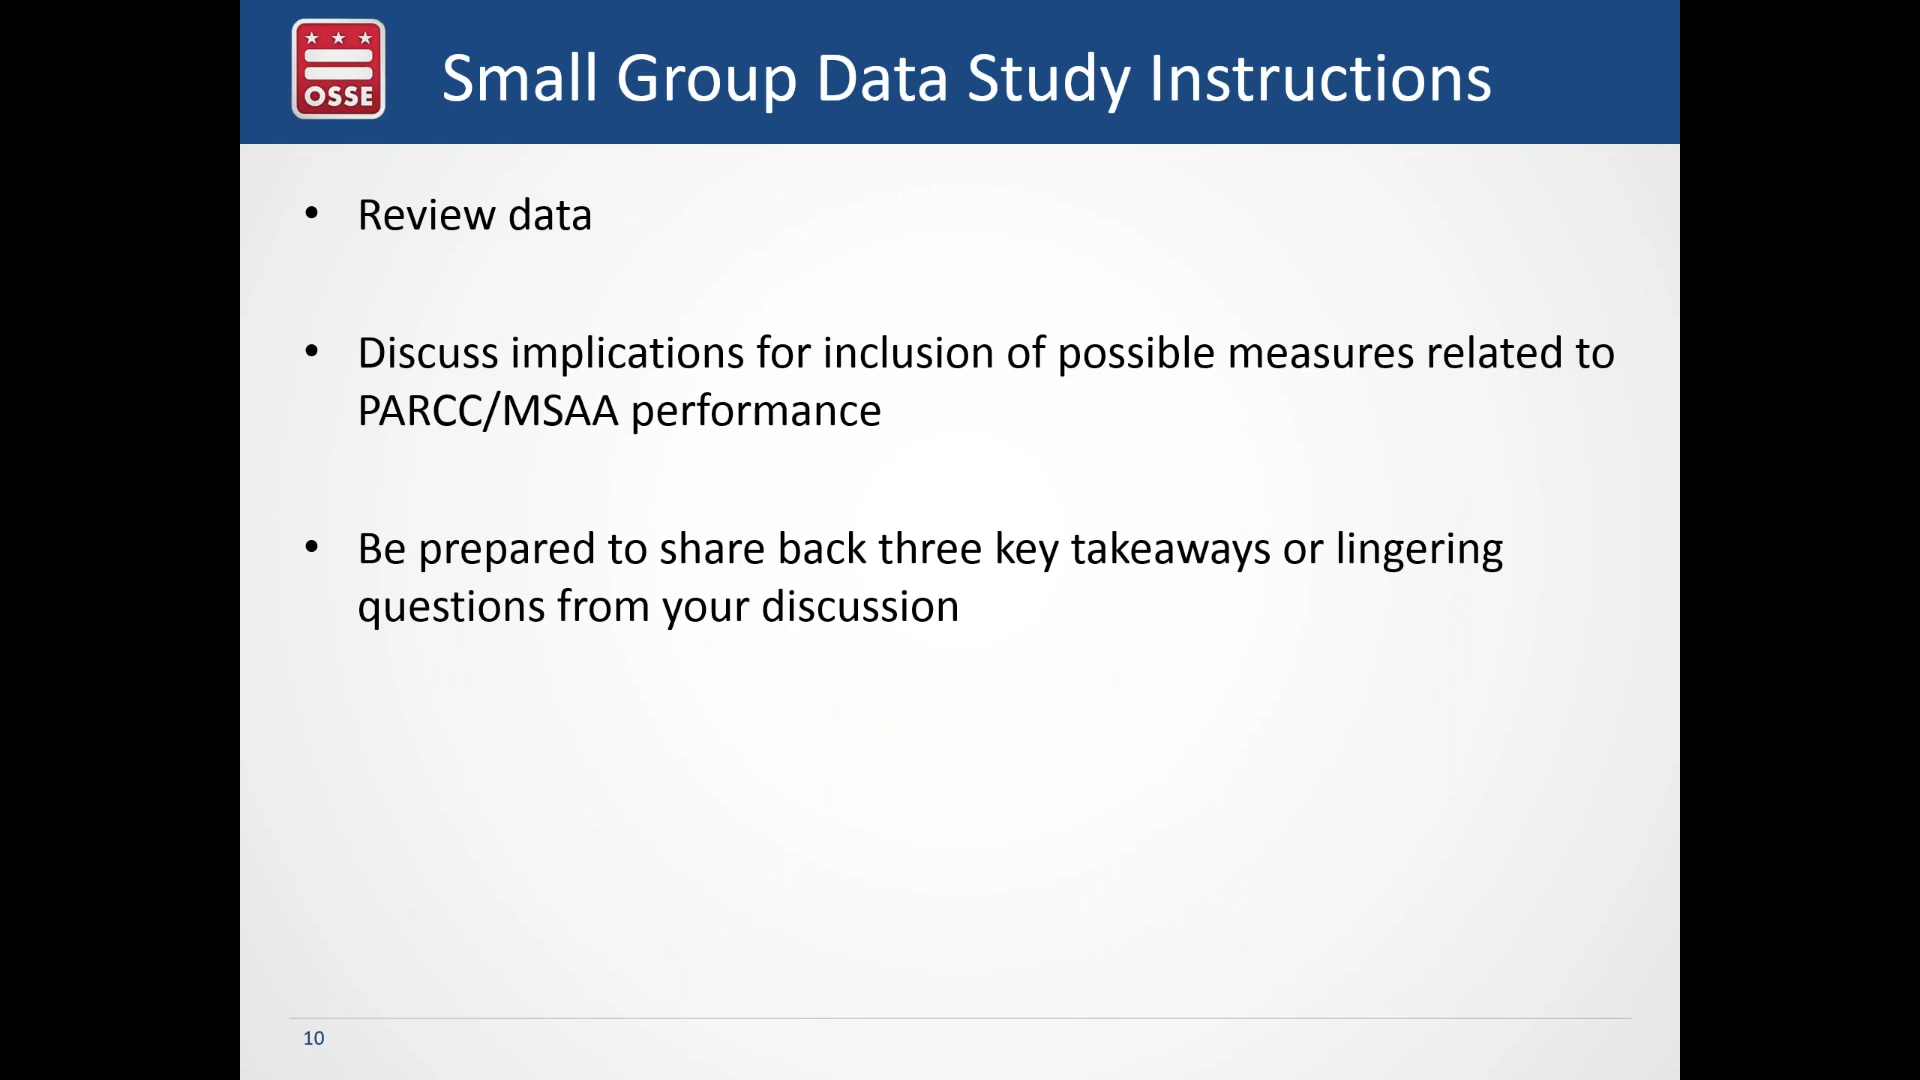 OSSE
Small Group Data Study Instructions
• Review data
• Discuss implications for inclusion of possible measures related to
PARCC/MSAA performance
• Be prepared to share back three key takeaways or lingering
questions from your discussion
10